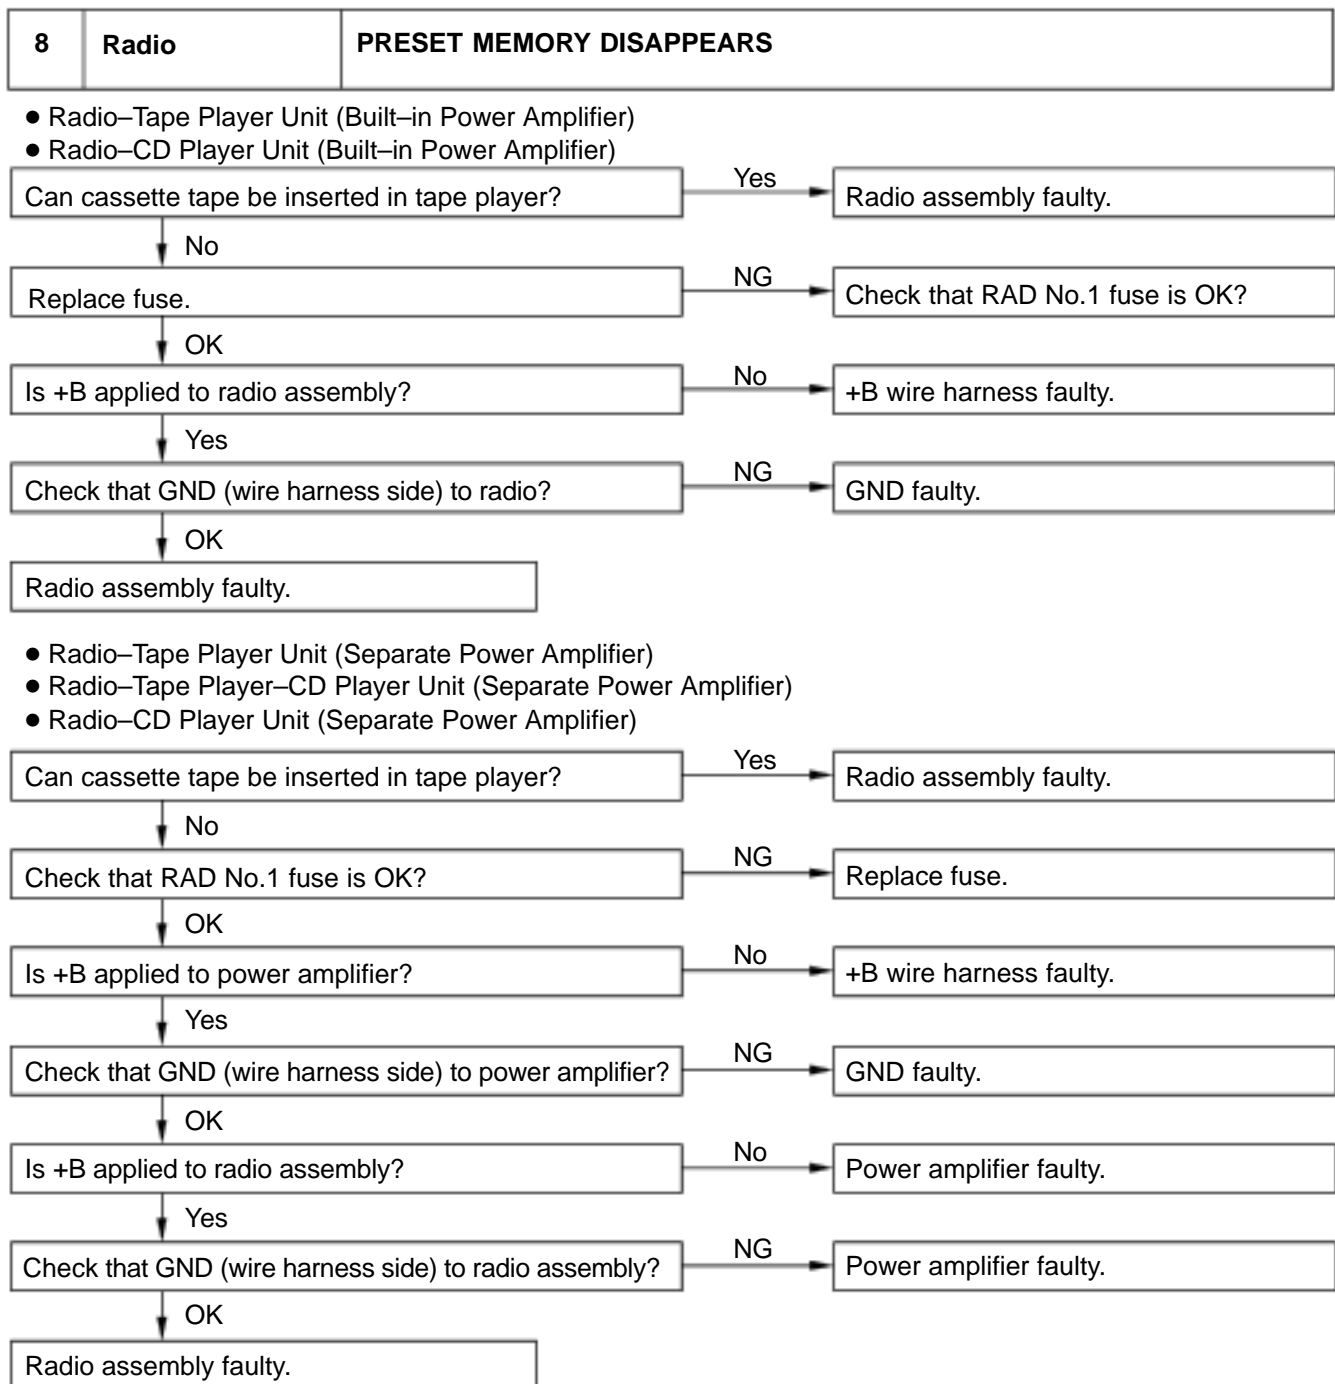 8 Radio PRESET MEMORY DISAPPEARS
● Radio–Tape Player Unit (Built–in Power Amplifier)
● Radio–CD Player Unit (Built–in Power Amplifier)
Can cassette tape be inserted in tape player? Yes Radio assembly faulty.
No
Replace fuse. NG Check that RAD No.1 fuse is OK?
OK
Is +B applied to radio assembly? No +B wire harness faulty.
Yes
Check that GND (wire harness side) to radio? NG GND faulty.
OK
Radio assembly faulty.
● Radio–Tape Player Unit (Separate Power Amplifier)
● Radio–Tape Player–CD Player Unit (Separate Power Amplifier)
● Radio–CD Player Unit (Separate Power Amplifier)
Can cassette tape be inserted in tape player? Yes Radio assembly faulty.
No
Check that RAD No.1 fuse is OK? NG Replace fuse.
OK
Is +B applied to power amplifier? No +B wire harness faulty.
Yes
Check that GND (wire harness side) to power amplifier? NG GND faulty.
OK
Is +B applied to radio assembly? No Power amplifier faulty.
Yes
Check that GND (wire harness side) to radio assembly? NG Power amplifier faulty.
OK
Radio assembly faulty.